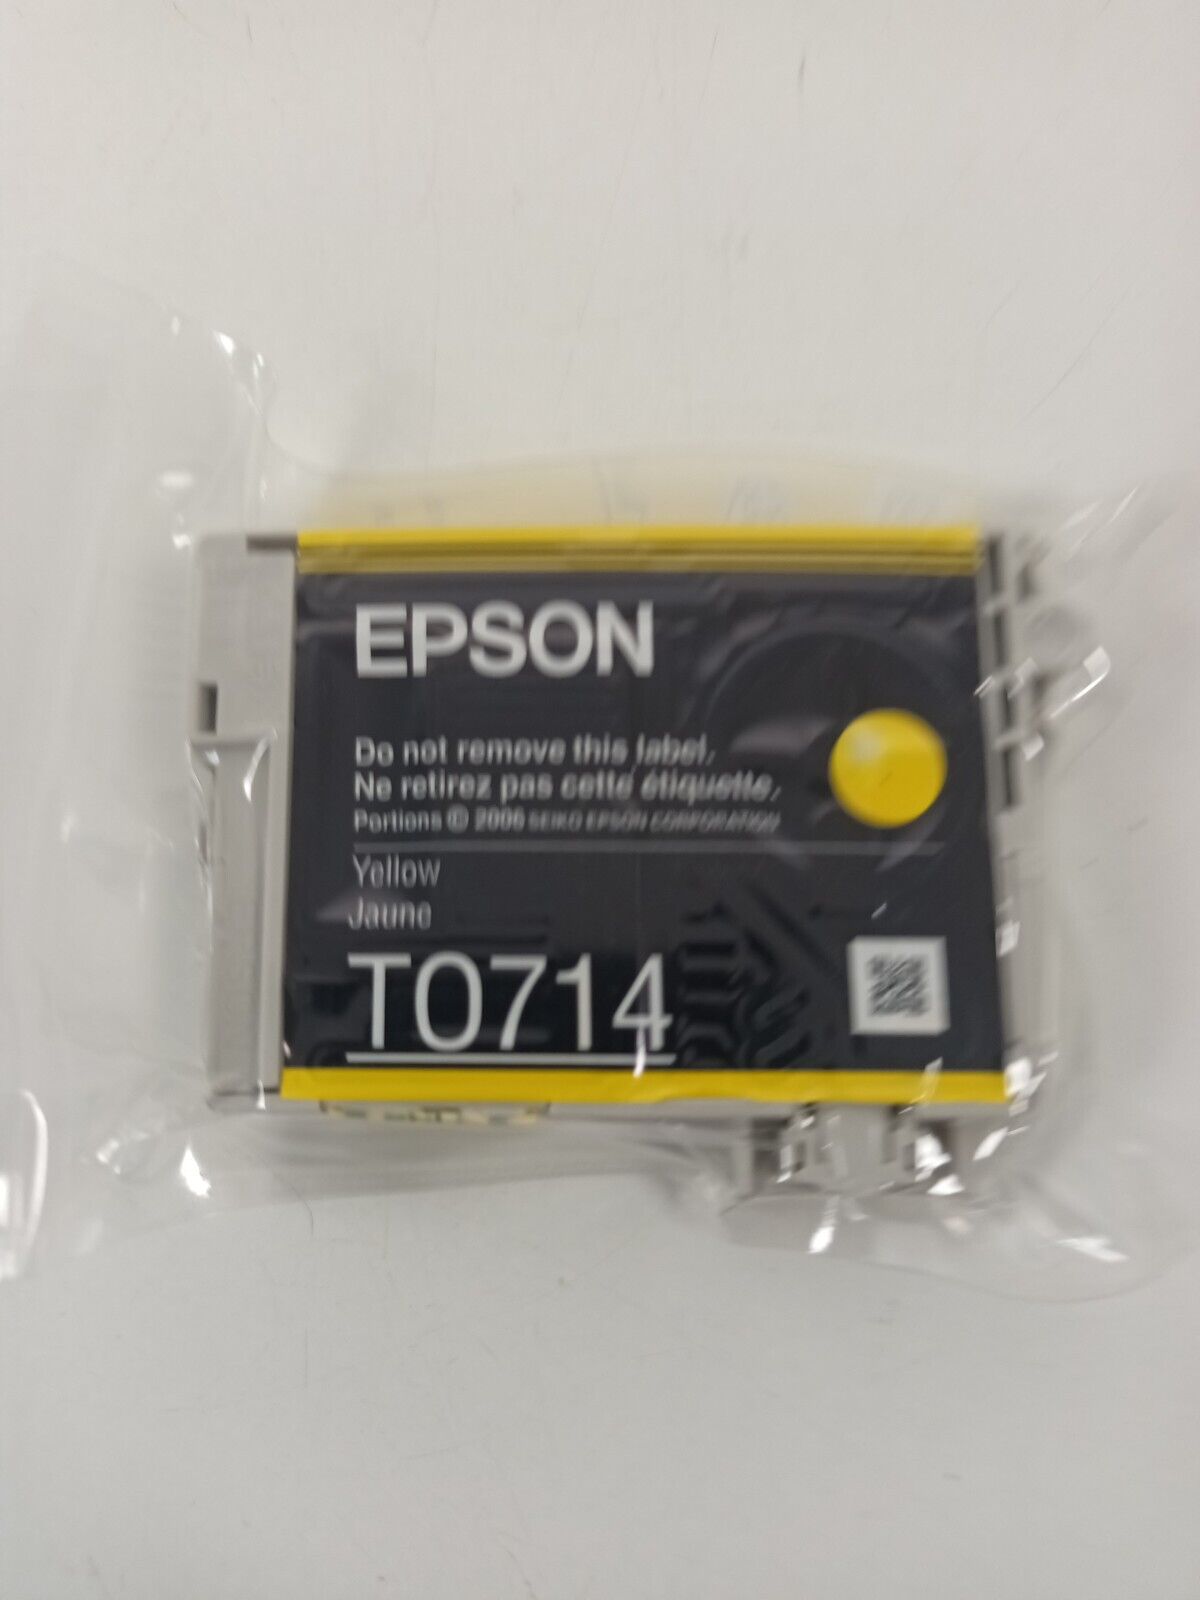 EPSON
Do not remove this label.
Ne retirez pas cette étiquette.
Portions © 2006 SEIKO EPSON CORPORATION
Yellow
Jaune
T0714